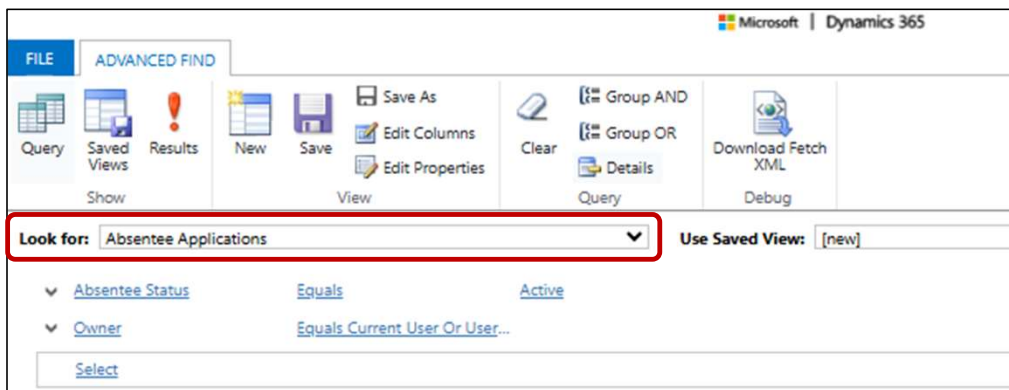 Microsoft | Dynamics 365
FILE ADVANCED FIND
Query
Saved Views
Results
New
Save
Save As
Edit Columns
Edit Properties
Clear
Group AND
Group OR
Details
Download Fetch XML
Show View Query Debug
Look for: Absentee Applications Use Saved View: [new]
Absentee Status Equals Active
Owner Equals Current User Or User...
Select